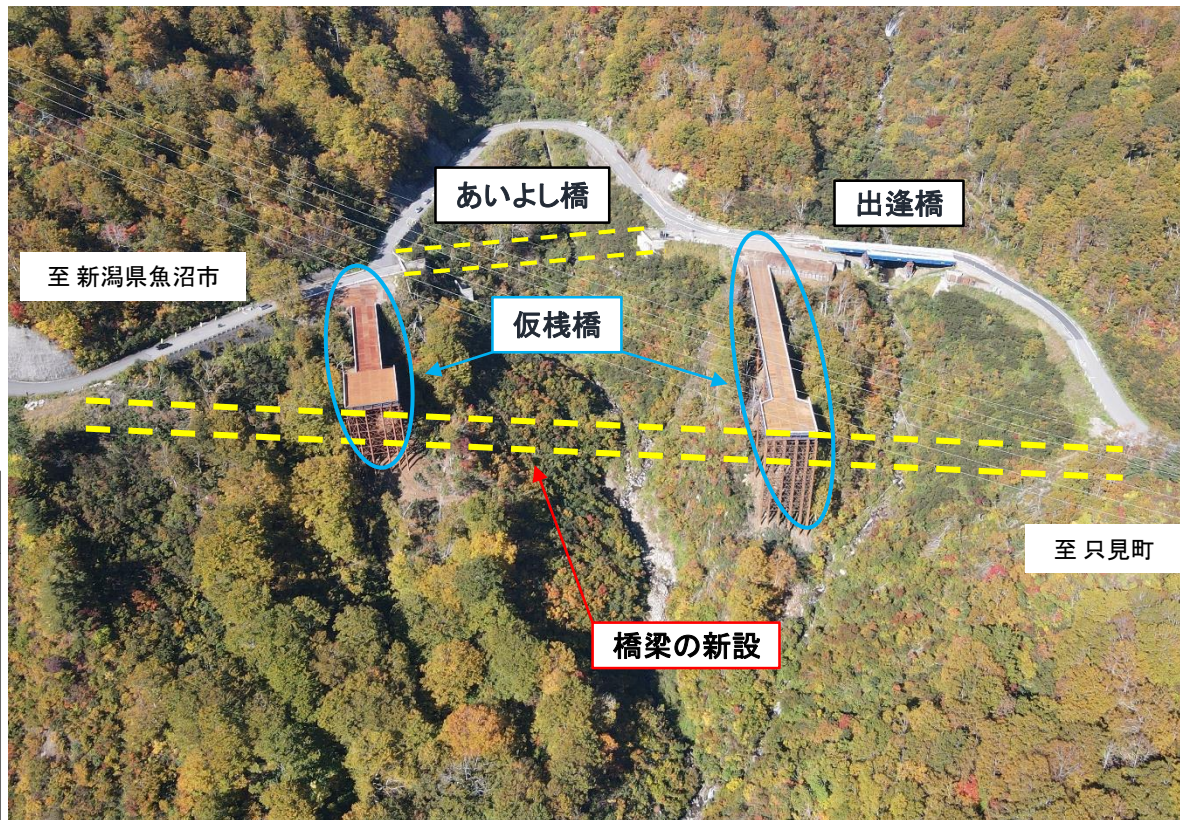 あいよし橋
出逢橋
至 新潟県魚沼市
仮桟橋
至 只見町
橋梁の新設